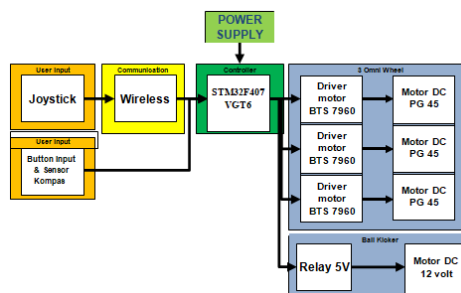 POWER
SUPPLY
User Input
Joystick
Communication
Wireless
Controller
STM32F407
VGT6
3 Omni Wheel
Driver
motor
BTS 7960
Motor DC
PG 45
Driver
motor
BTS 7960
Motor DC
PG 45
Driver
motor
BTS 7960
Motor DC
PG 45
User Input
Button Input
& Sensor
Kompas
Ball Kicker
Relay 5V
Motor DC
12 volt